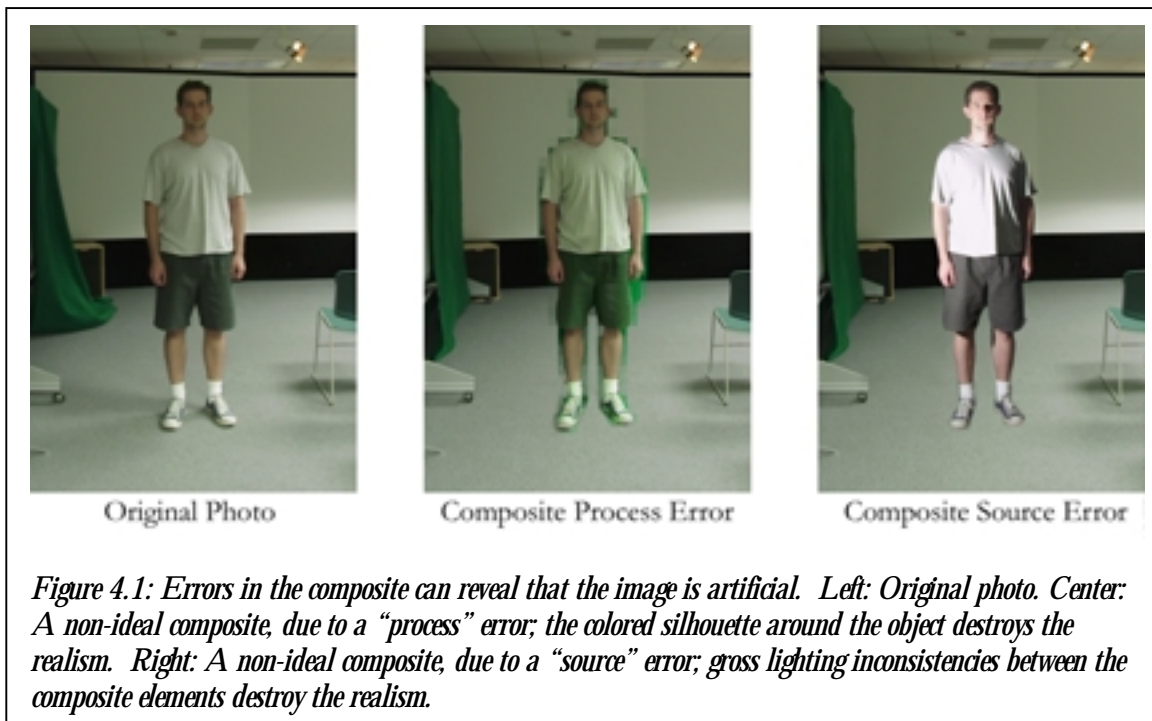 Original Photo
Composite Process Error
Composite Source Error
Figure 4.1: Errors in the composite can reveal that the image is artificial. Left: Original photo. Center:
A non-ideal composite, due to a “process” error; the colored silhouette around the object destroys the
realism. Right: A non-ideal composite, due to a “source” error; gross lighting inconsistencies between the
composite elements destroy the realism.